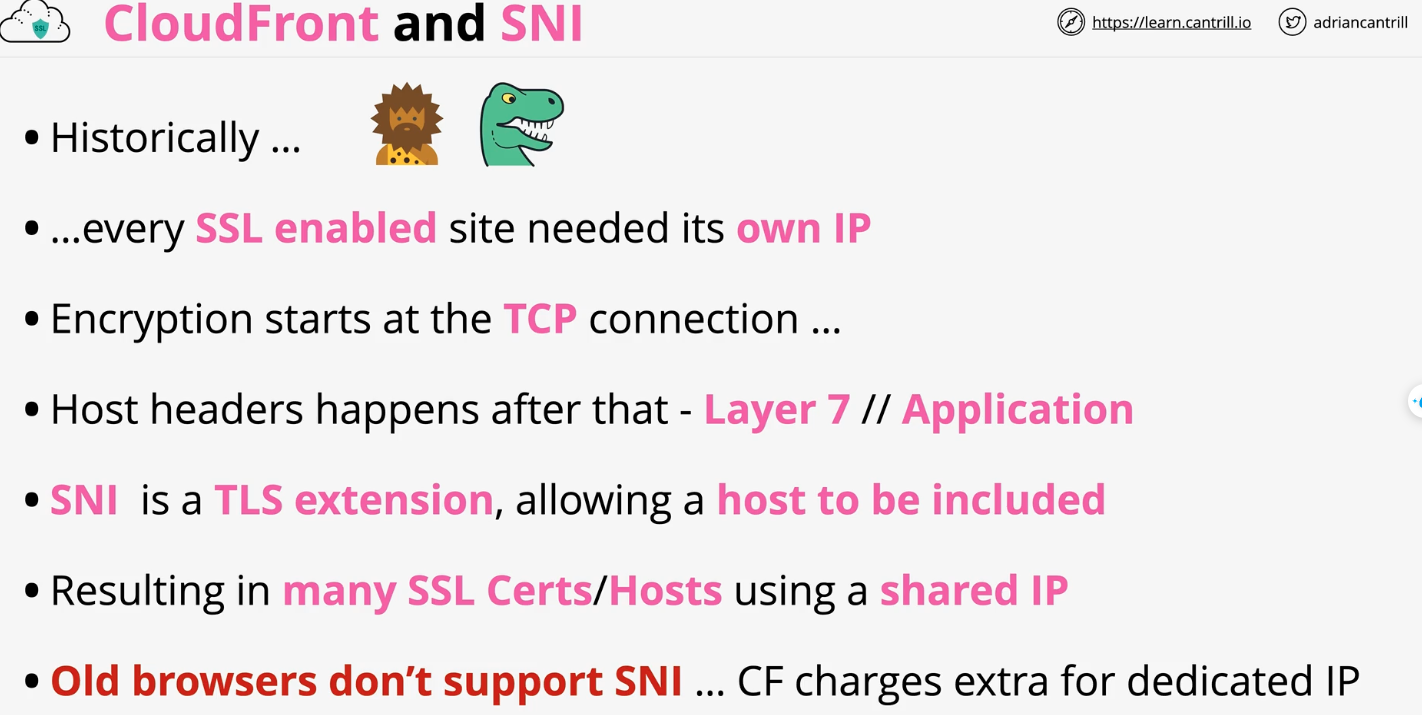 SSL
CloudFront and SNI
https://learn.cantrill.io
adriancantrill
• Historically ...
• ...every SSL enabled site needed its own IP
• Encryption starts at the TCP connection ...
• Host headers happens after that - Layer 7 // Application
• SNI is a TLS extension, allowing a host to be included
• Resulting in many SSL Certs/Hosts using a shared IP
• Old browsers don’t support SNI ... CF charges extra for dedicated IP